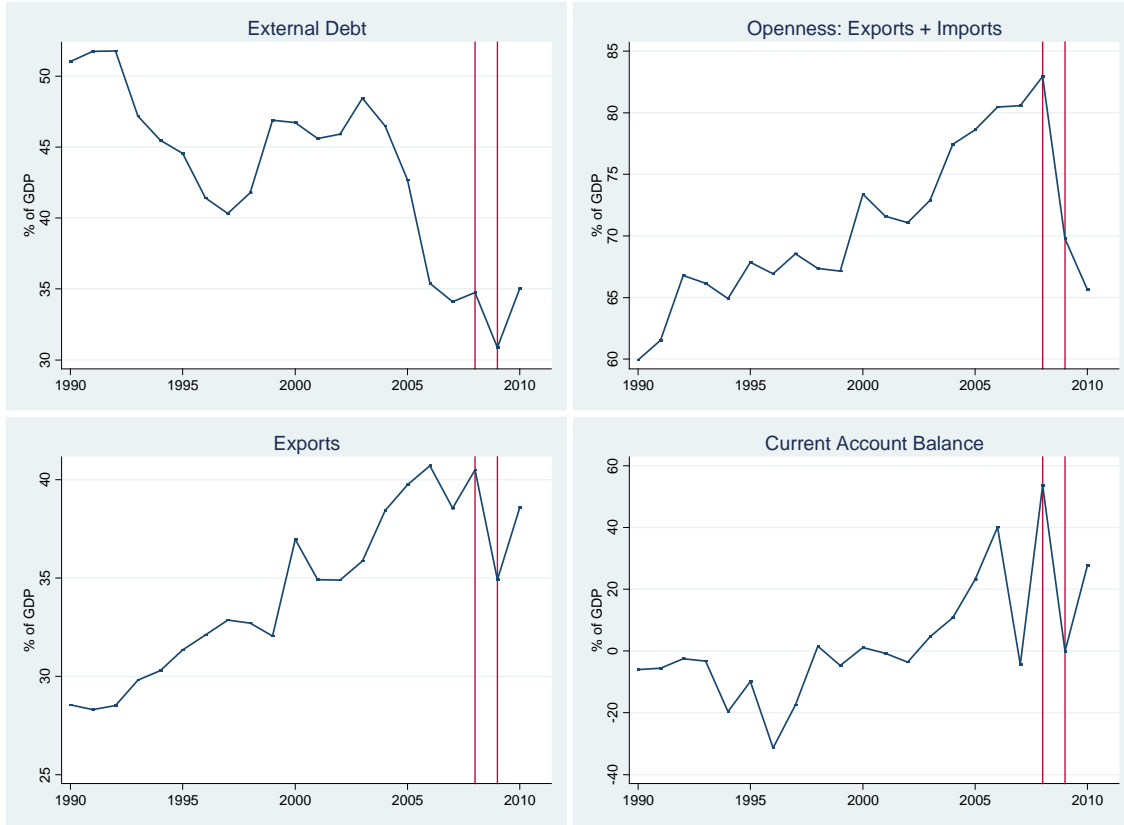 External Debt
% of GDP
50
45
40
35
30
1990 1995 2000 2005 2010
Openness: Exports + Imports
% of GDP
85
80
75
70
65
60
1990 1995 2000 2005 2010
Exports
% of GDP
40
35
30
25
1990 1995 2000 2005 2010
Current Account Balance
% of GDP
60
40
20
0
-20
-40
1990 1995 2000 2005 2010